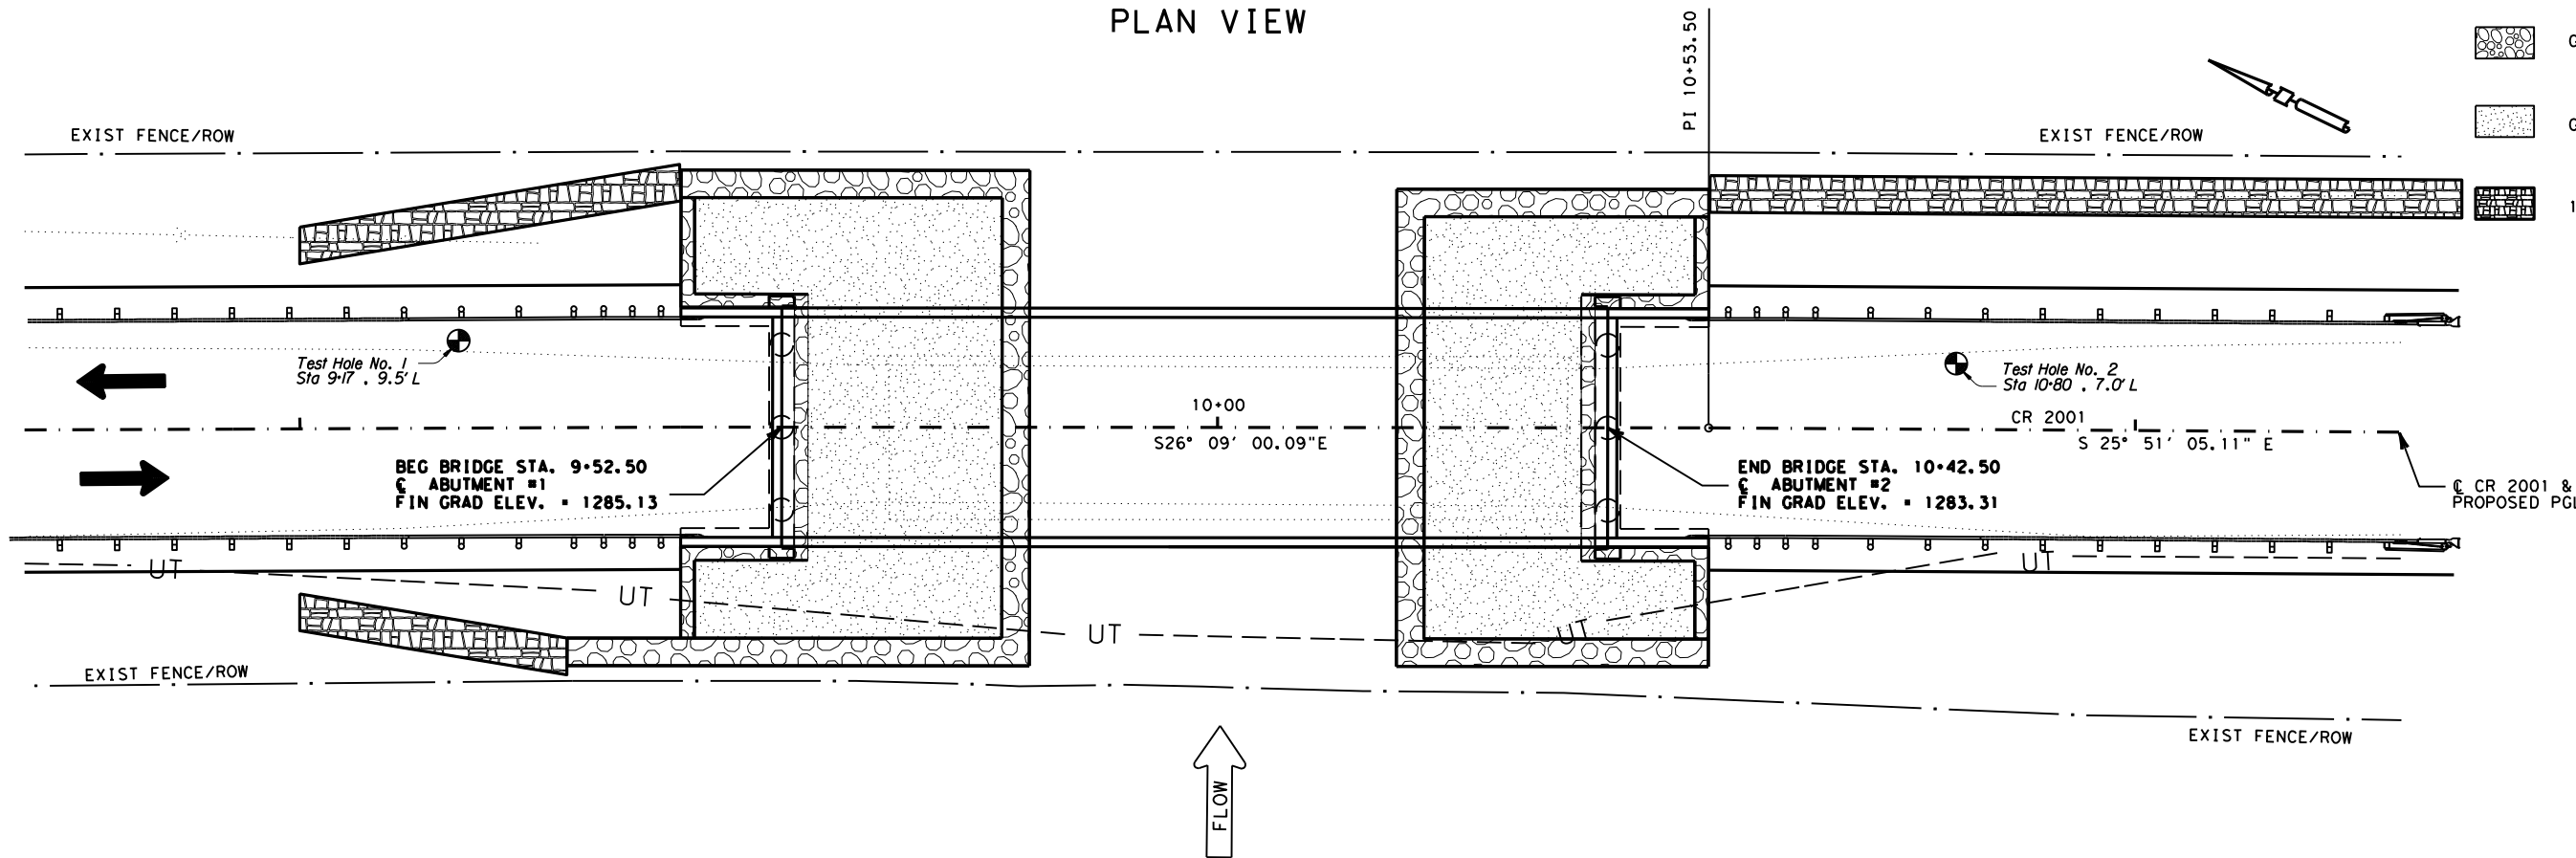 PLAN VIEW
PI 10+53.50
G
G
1
EXIST FENCE/ROW
EXIST FENCE/ROW
Test Hole No. 1
Sta 9+17 , 9.5' L
Test Hole No. 2
Sta 10+80 , 7.0' L
10+00
S26° 09' 00.09"E
CR 2001
S 25° 51' 05.11" E
BEG BRIDGE STA. 9+52.50
℄ ABUTMENT #1
FIN GRAD ELEV. = 1285.13
END BRIDGE STA. 10+42.50
℄ ABUTMENT #2
FIN GRAD ELEV. = 1283.31
℄ CR 2001 &
PROPOSED PGL
UT
UT
UT
UT
UT
EXIST FENCE/ROW
EXIST FENCE/ROW
FLOW